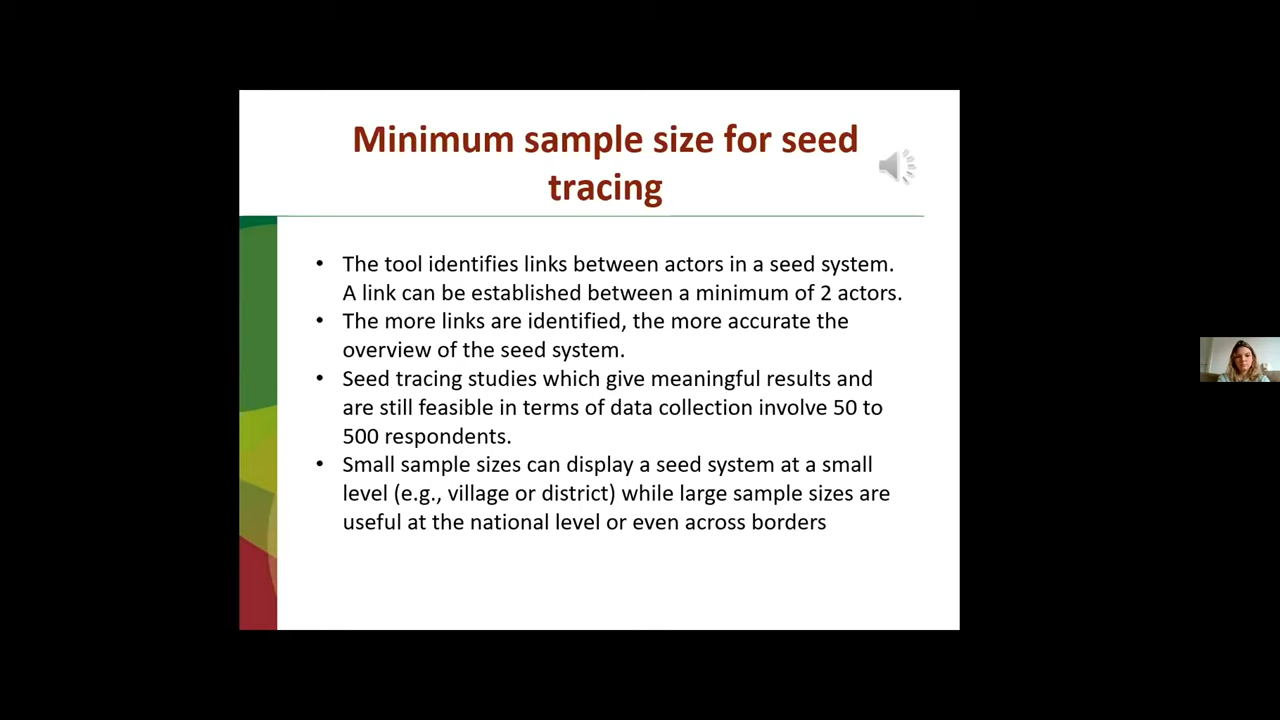 Minimum sample size for seed
tracing
• The tool identifies links between actors in a seed system.
A link can be established between a minimum of 2 actors.
• The more links are identified, the more accurate the
overview of the seed system.
• Seed tracing studies which give meaningful results and
are still feasible in terms of data collection involve 50 to
500 respondents.
• Small sample sizes can display a seed system at a small
level (e.g., village or district) while large sample sizes are
useful at the national level or even across borders